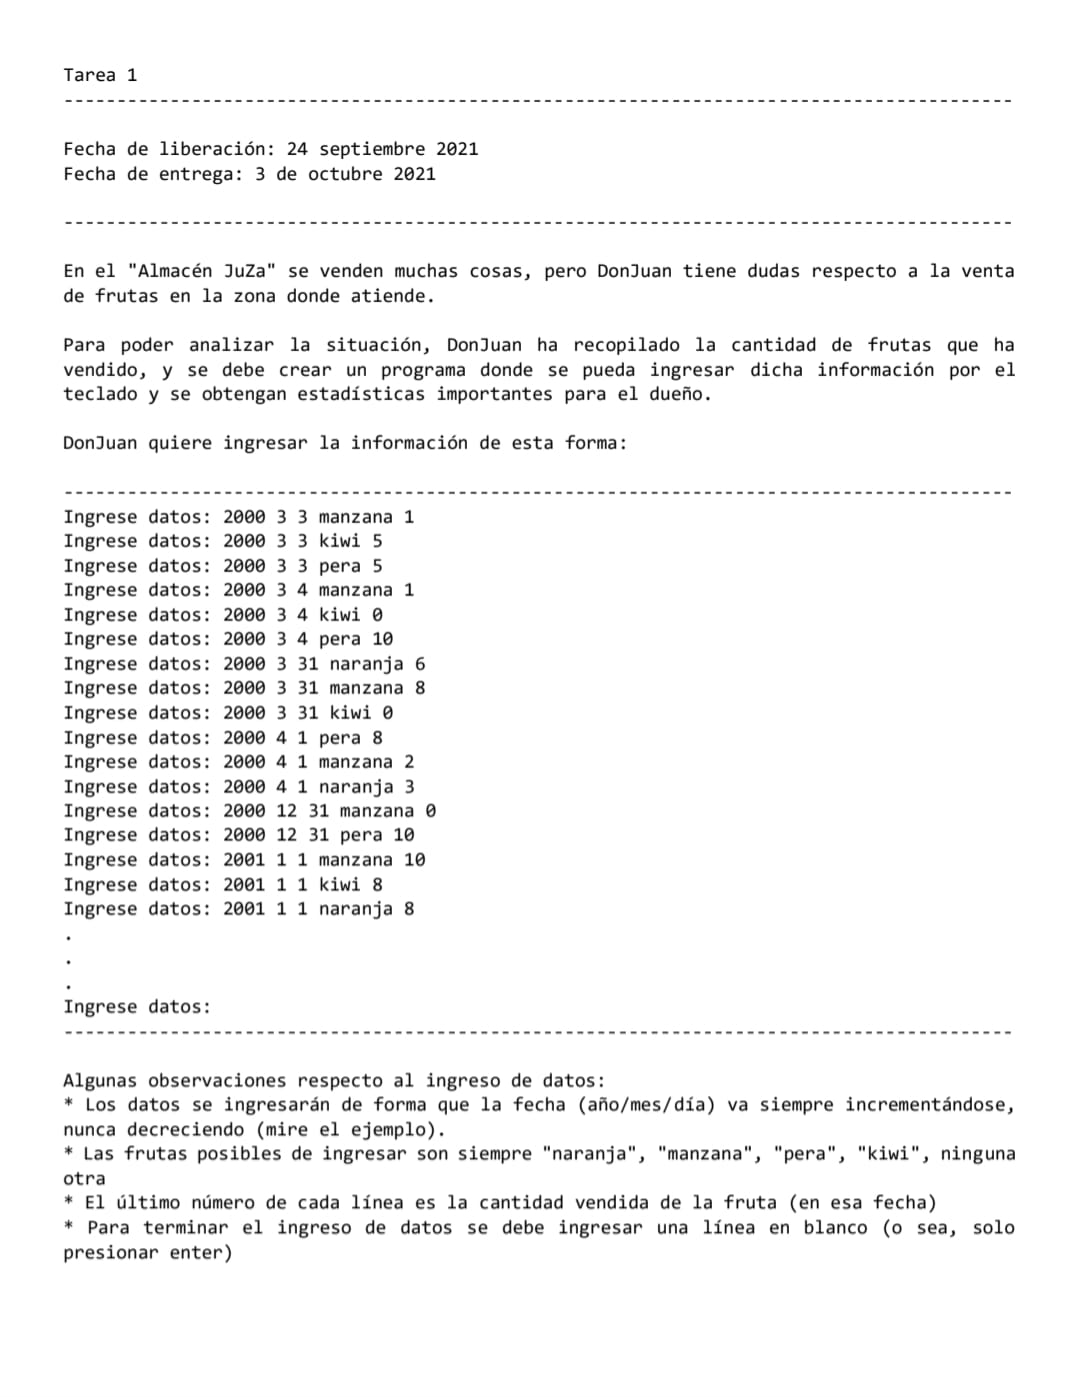 Tarea 1
------------------------------------------------------------------------------------------
Fecha de liberación: 24 septiembre 2021
Fecha de entrega: 3 de octubre 2021
------------------------------------------------------------------------------------------
En el "Almacén JuZa" se venden muchas cosas, pero DonJuan tiene dudas respecto a la venta
de frutas en la zona donde atiende.
Para poder analizar la situación, DonJuan ha recopilado la cantidad de frutas que ha
vendido, y se debe crear un programa donde se pueda ingresar dicha información por el
teclado y se obtengan estadísticas importantes para el dueño.
DonJuan quiere ingresar la información de esta forma:
------------------------------------------------------------------------------------------
Ingrese datos: 2000 3 3 manzana 1
Ingrese datos: 2000 3 3 kiwi 5
Ingrese datos: 2000 3 3 pera 5
Ingrese datos: 2000 3 4 manzana 1
Ingrese datos: 2000 3 4 kiwi 0
Ingrese datos: 2000 3 4 pera 10
Ingrese datos: 2000 3 31 naranja 6
Ingrese datos: 2000 3 31 manzana 8
Ingrese datos: 2000 3 31 kiwi 0
Ingrese datos: 2000 4 1 pera 8
Ingrese datos: 2000 4 1 manzana 2
Ingrese datos: 2000 4 1 naranja 3
Ingrese datos: 2000 12 31 manzana 0
Ingrese datos: 2000 12 31 pera 10
Ingrese datos: 2001 1 1 manzana 10
Ingrese datos: 2001 1 1 kiwi 8
Ingrese datos: 2001 1 1 naranja 8
.
.
.
Ingrese datos:
------------------------------------------------------------------------------------------
Algunas observaciones respecto al ingreso de datos:
* Los datos se ingresarán de forma que la fecha (año/mes/día) va siempre incrementándose,
nunca decreciendo (mire el ejemplo).
* Las frutas posibles de ingresar son siempre "naranja", "manzana", "pera", "kiwi", ninguna
otra
* El último número de cada línea es la cantidad vendida de la fruta (en esa fecha)
* Para terminar el ingreso de datos se debe ingresar una línea en blanco (o sea, solo
presionar enter)